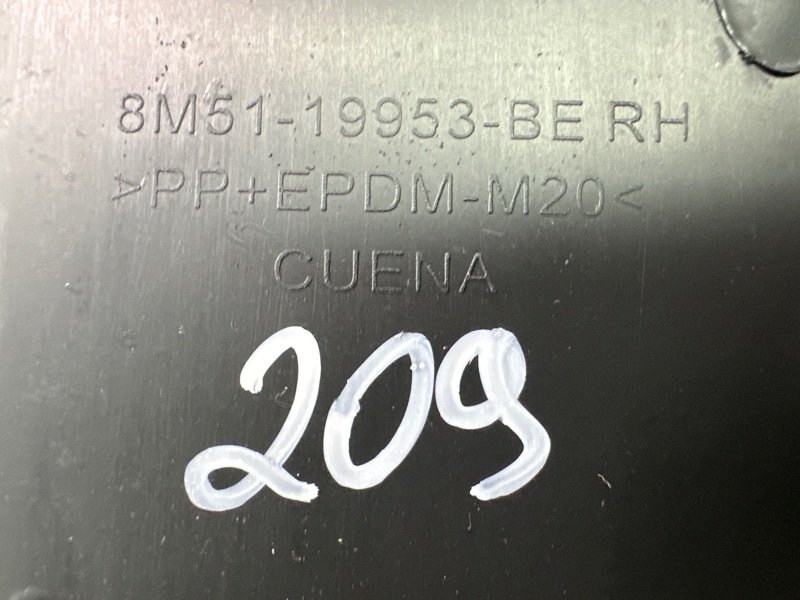 8M51-19953-BE RH
>PP+EPDM-M20<
CUENA
209